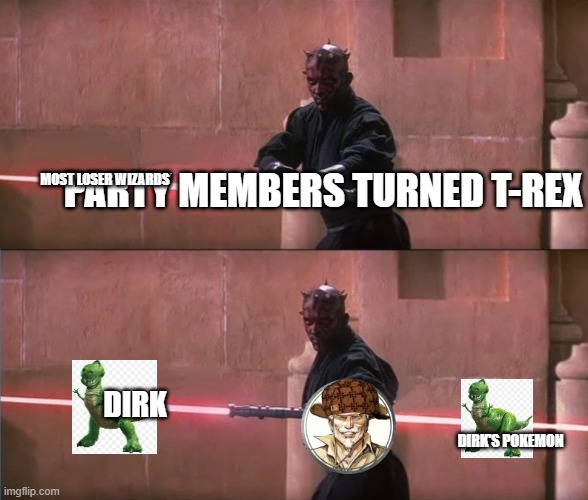 MOST LOSER WIZARDS
PARTY MEMBERS TURNED T-REX
DIRK
DIRK'S POKEMON
imgflip.com